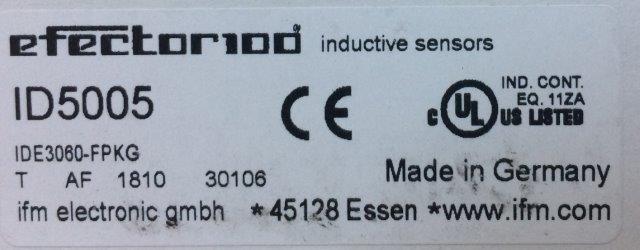 efector100® inductive sensors
ID5005
CE
C UL US LISTED
IND. CONT.
EQ. 11ZA
IDE3060-FPKG
T AF 1810 30106
Made in Germany
ifm electronic gmbh *45128 Essen *www.ifm.com